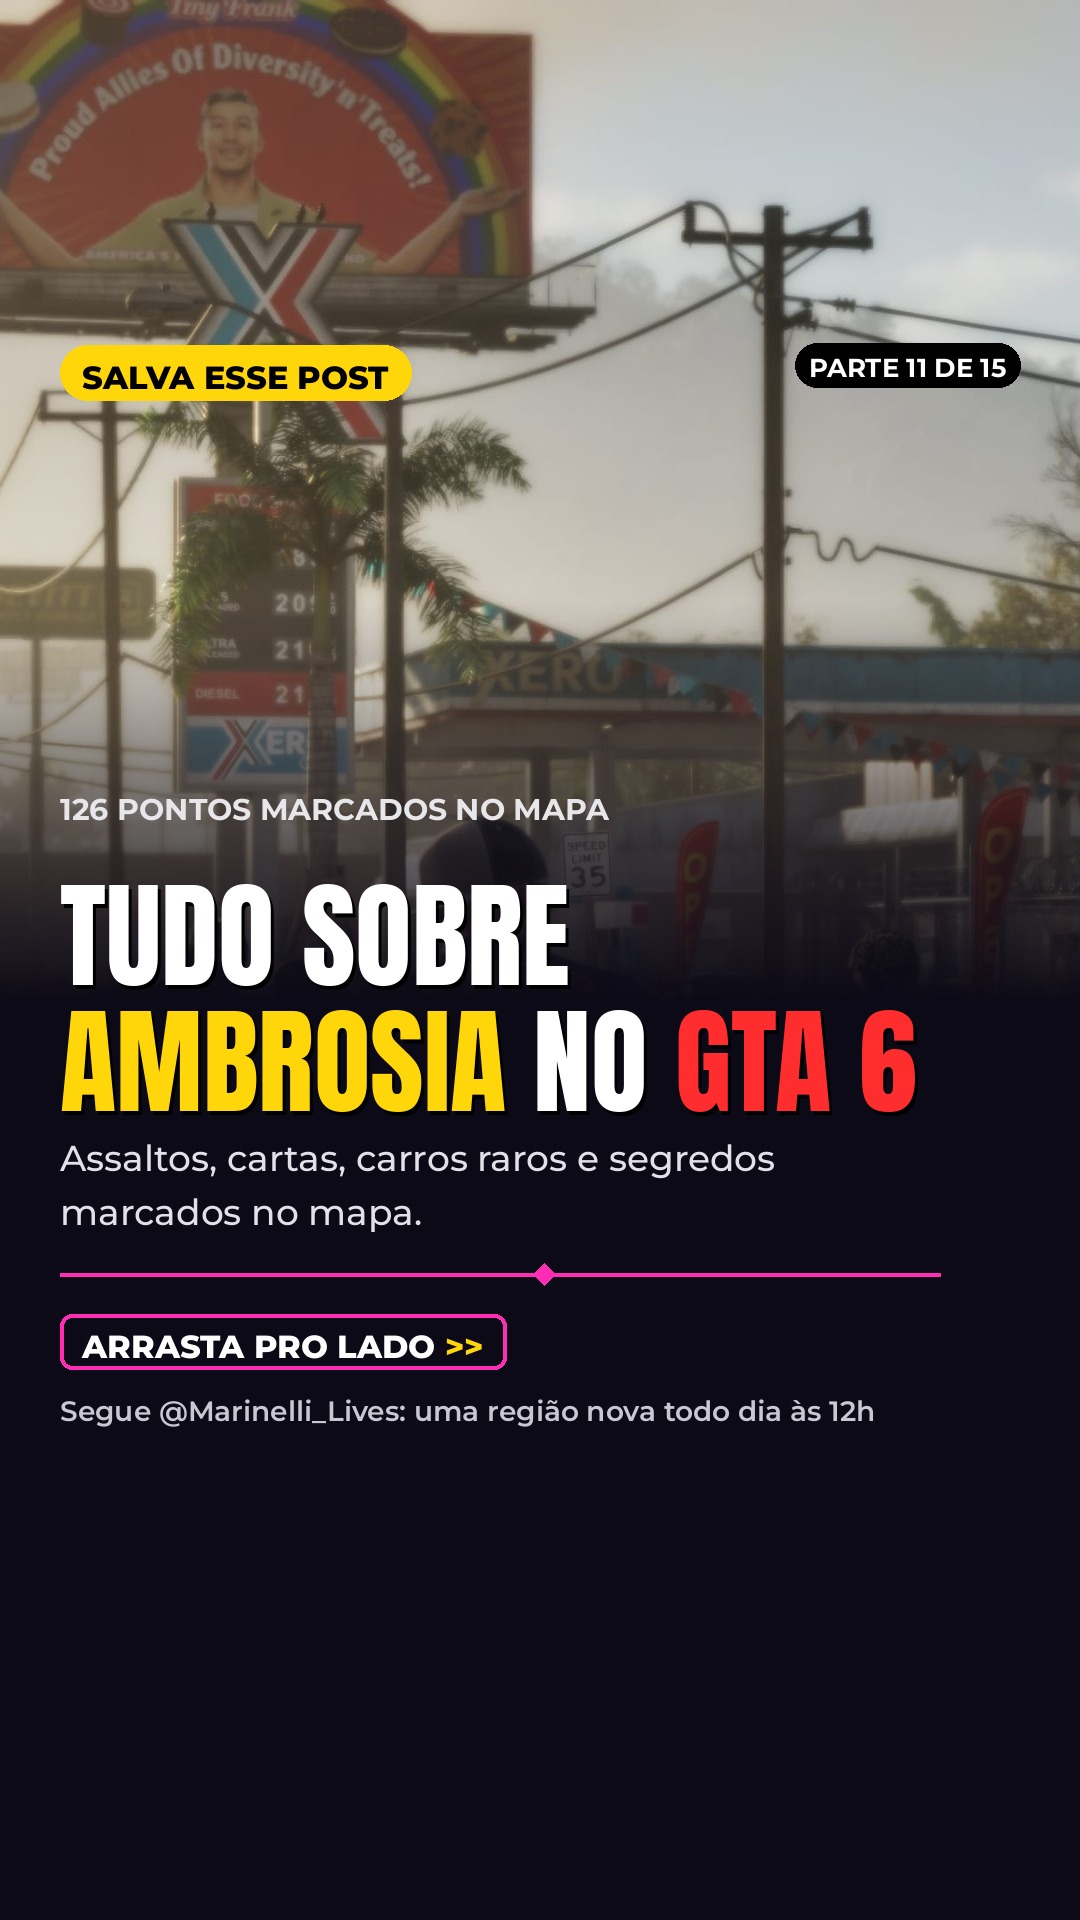 Tiny Frank
Proud Allies Of Diversity'n'Treats!
X
SALVA ESSE POST
PARTE 11 DE 15
DIESEL
XERO
SPEED
LIMIT
35
126 PONTOS MARCADOS NO MAPA
TUDO SOBRE
AMBROSIA NO GTA 6
Assaltos, cartas, carros raros e segredos
marcados no mapa.
ARRASTA PRO LADO >>
Segue @Marinelli_Lives: uma região nova todo dia às 12h